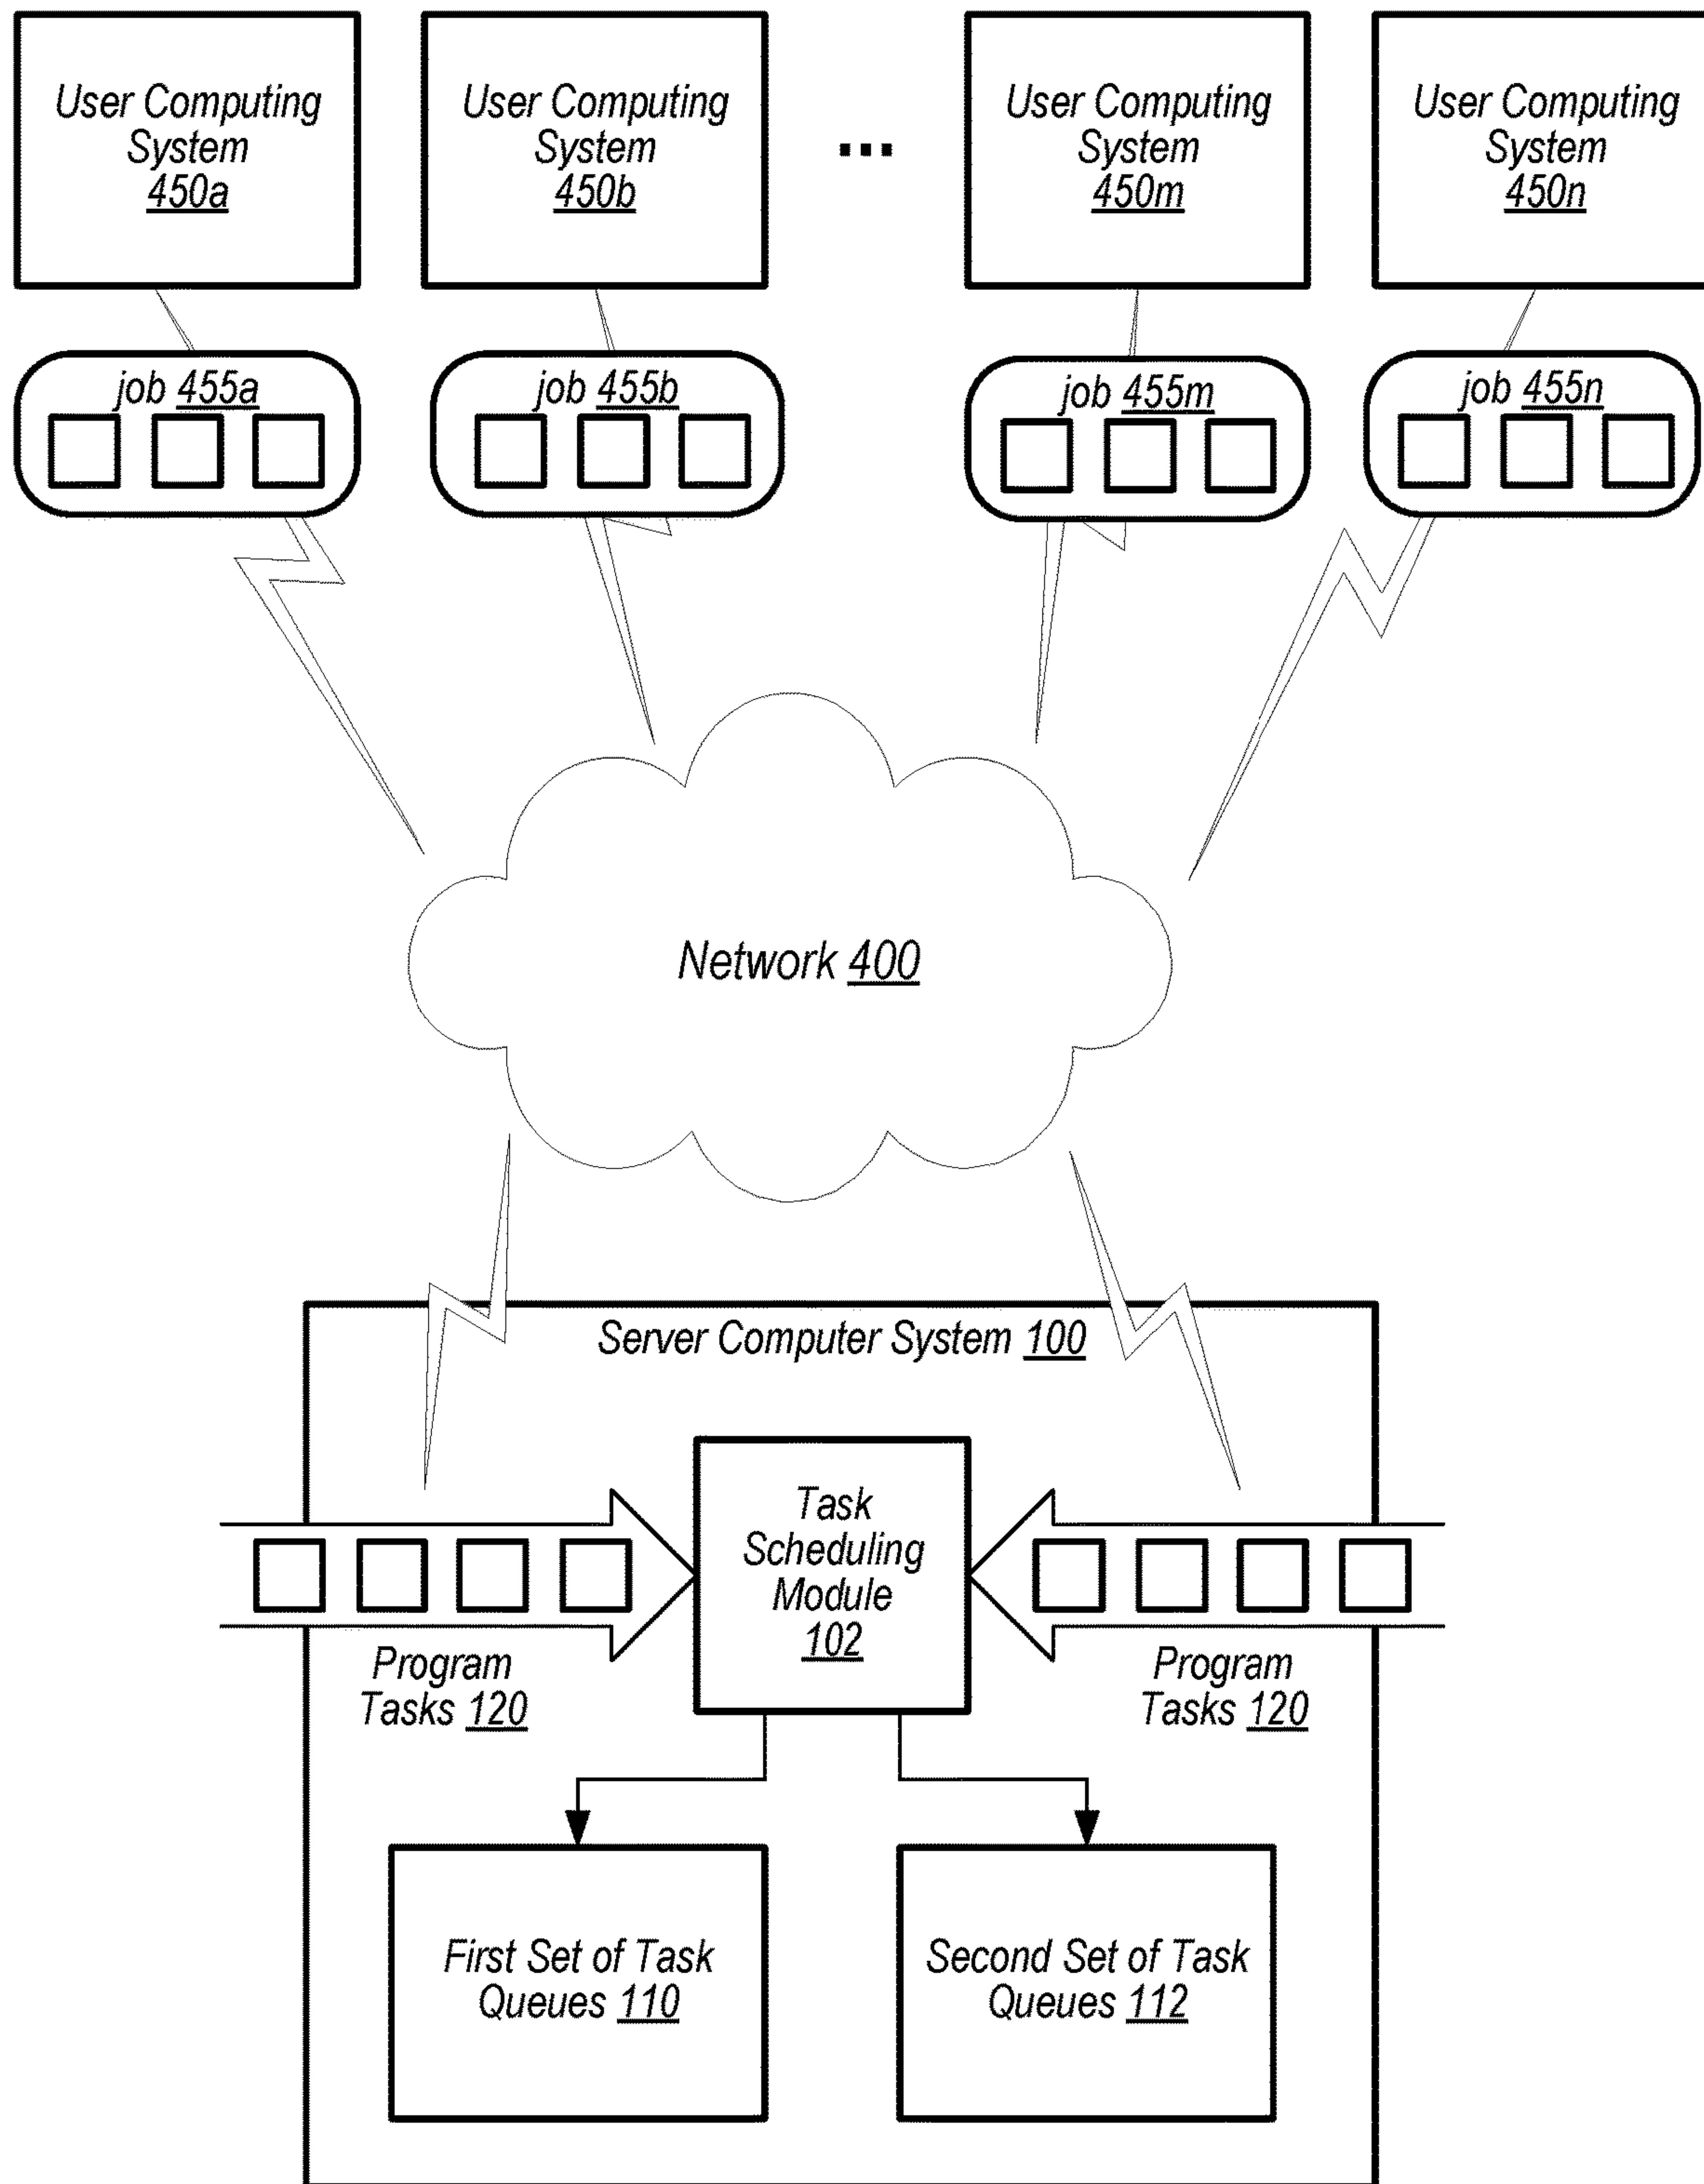 User Computing
System
450a
User Computing
System
450b
...
User Computing
System
450m
User Computing
System
450n
job 455a
job 455b
job 455m
job 455n
Network 400
Server Computer System 100
Task
Scheduling
Module
102
Program
Tasks 120
Program
Tasks 120
First Set of Task
Queues 110
Second Set of Task
Queues 112